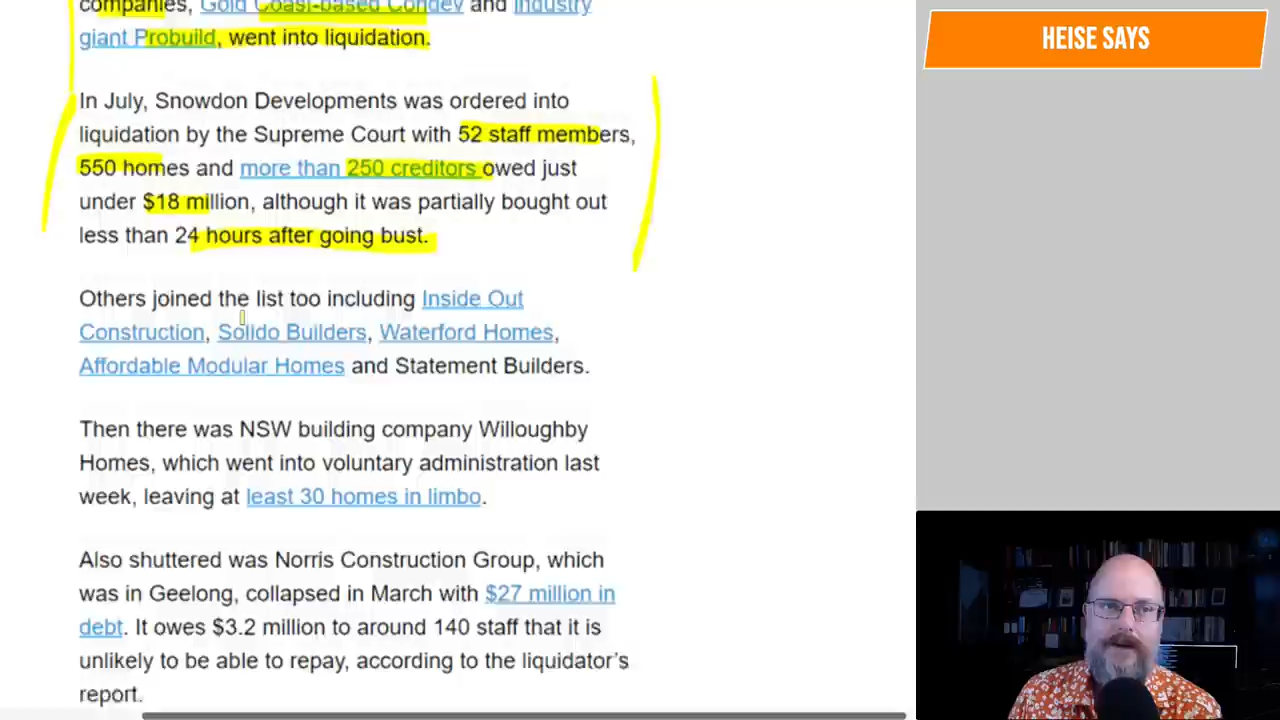 companies, Gold Coast-based Condev and industry
giant Probuild, went into liquidation.
In July, Snowdon Developments was ordered into
liquidation by the Supreme Court with 52 staff members,
550 homes and more than 250 creditors owed just
under $18 million, although it was partially bought out
less than 24 hours after going bust.
Others joined the list too including Inside Out
Construction, Solido Builders, Waterford Homes,
Affordable Modular Homes and Statement Builders.
Then there was NSW building company Willoughby
Homes, which went into voluntary administration last
week, leaving at least 30 homes in limbo.
Also shuttered was Norris Construction Group, which
was in Geelong, collapsed in March with $27 million in
debt. It owes $3.2 million to around 140 staff that it is
unlikely to be able to repay, according to the liquidator's
report.
HEISE SAYS